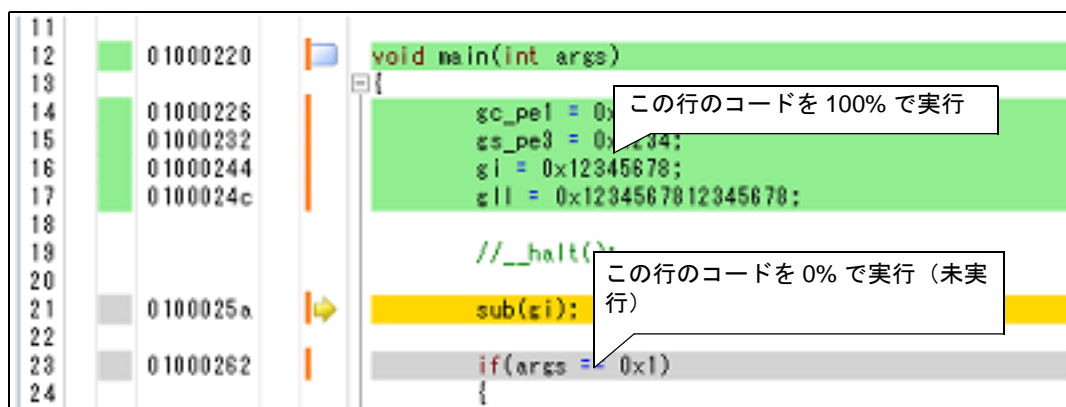 11
12 01000220 void main(int args)
13 {
14 01000226 gc_pe1 = 0x
この行のコードを 100% で実行
15 01000232 gs_pe3 = 0x1234;
16 01000244 gi = 0x12345678;
17 0100024c gll = 0x1234567812345678;
18
19 //__halt();
20
この行のコードを 0% で実行（未実
行）
21 0100025a sub(gi);
22
23 01000262 if(args == 0x1)
24 {